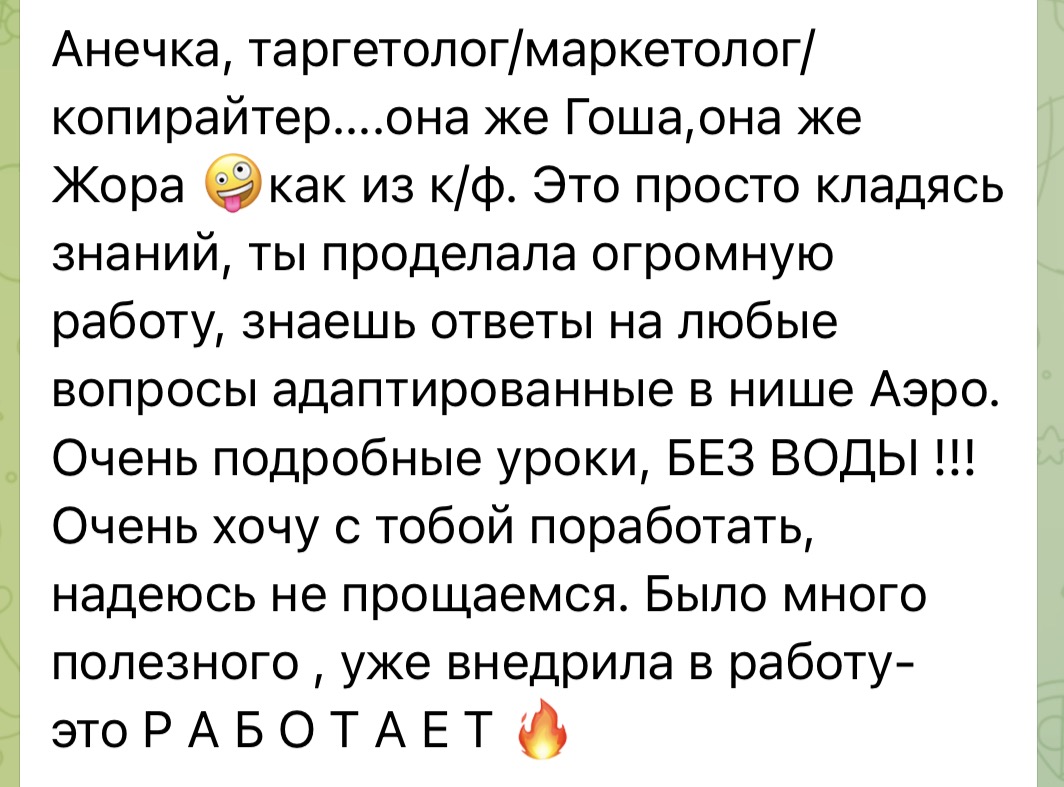 Анечка, таргетолог/маркетолог/
копирайтер....она же Гоша,она же
Жора 🤪как из к/ф. Это просто кладясь
знаний, ты проделала огромную
работу, знаешь ответы на любые
вопросы адаптированные в нише Аэро.
Очень подробные уроки, БЕЗ ВОДЫ !!!
Очень хочу с тобой поработать,
надеюсь не прощаемся. Было много
полезного , уже внедрила в работу-
это Р А Б О Т А Е Т 🔥